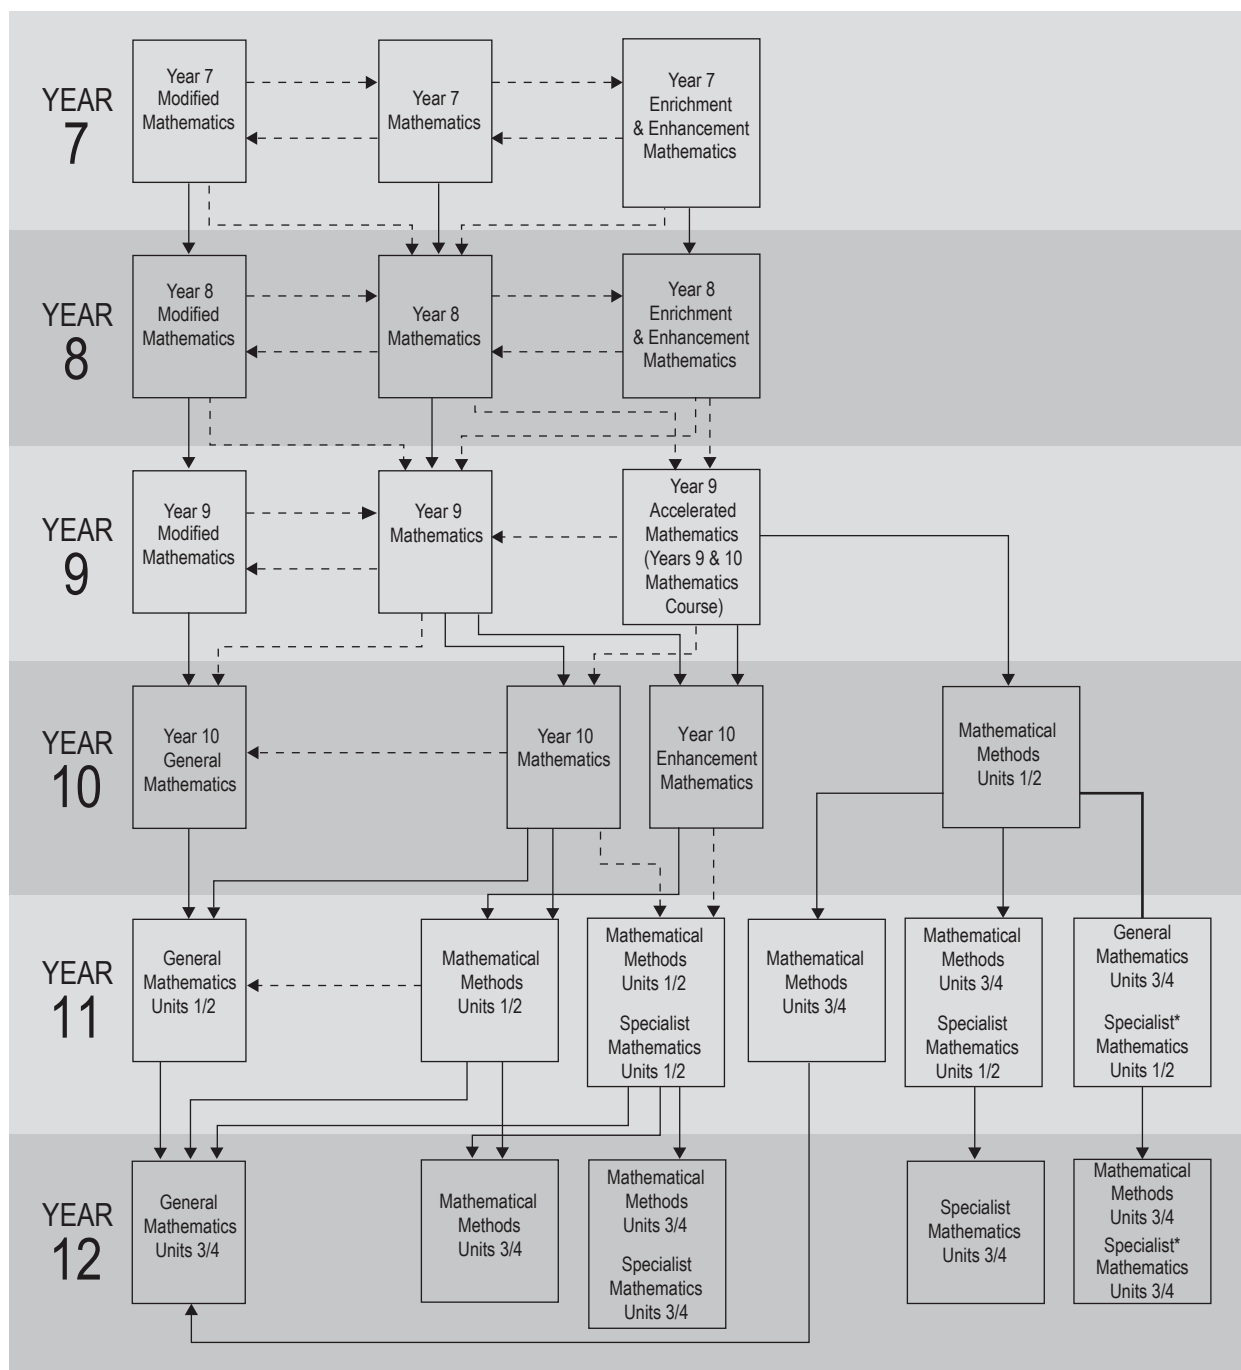 YEAR
7
Year 7
Modified
Mathematics
Year 7
Mathematics
Year 7
Enrichment
& Enhancement
Mathematics
YEAR
8
Year 8
Modified
Mathematics
Year 8
Mathematics
Year 8
Enrichment
& Enhancement
Mathematics
YEAR
9
Year 9
Modified
Mathematics
Year 9
Mathematics
Year 9
Accelerated
Mathematics
(Years 9 & 10
Mathematics
Course)
YEAR
10
Year 10
General
Mathematics
Year 10
Mathematics
Year 10
Enhancement
Mathematics
Mathematical
Methods
Units 1/2
YEAR
11
General
Mathematics
Units 1/2
Mathematical
Methods
Units 1/2
Mathematical
Methods
Units 1/2
Specialist
Mathematics
Units 1/2
Mathematical
Methods
Units 3/4
Mathematical
Methods
Units 3/4
Specialist
Mathematics
Units 1/2
General
Mathematics
Units 3/4
Specialist*
Mathematics
Units 1/2
YEAR
12
General
Mathematics
Units 3/4
Mathematical
Methods
Units 3/4
Mathematical
Methods
Units 3/4
Specialist
Mathematics
Units 3/4
Specialist
Mathematics
Units 3/4
Mathematical
Methods
Units 3/4
Specialist*
Mathematics
Units 3/4